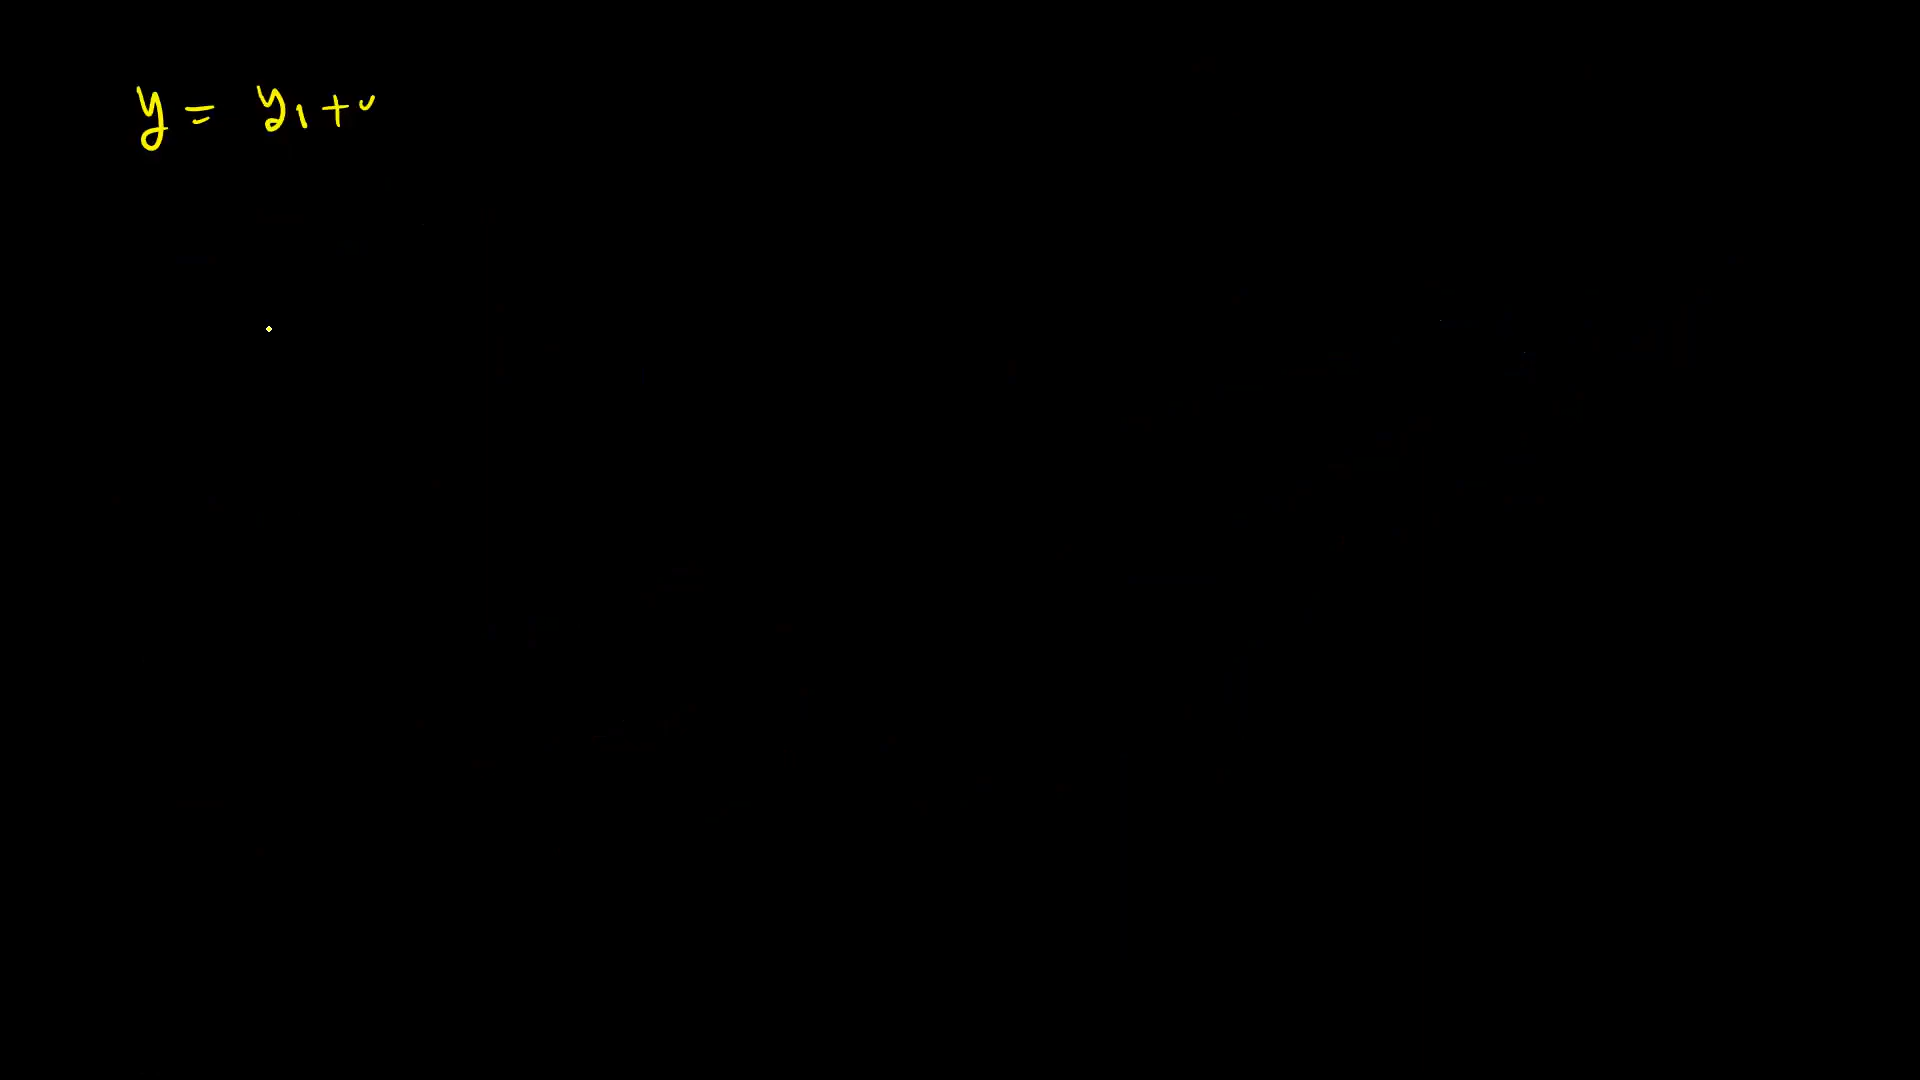 y = y₁ + υ